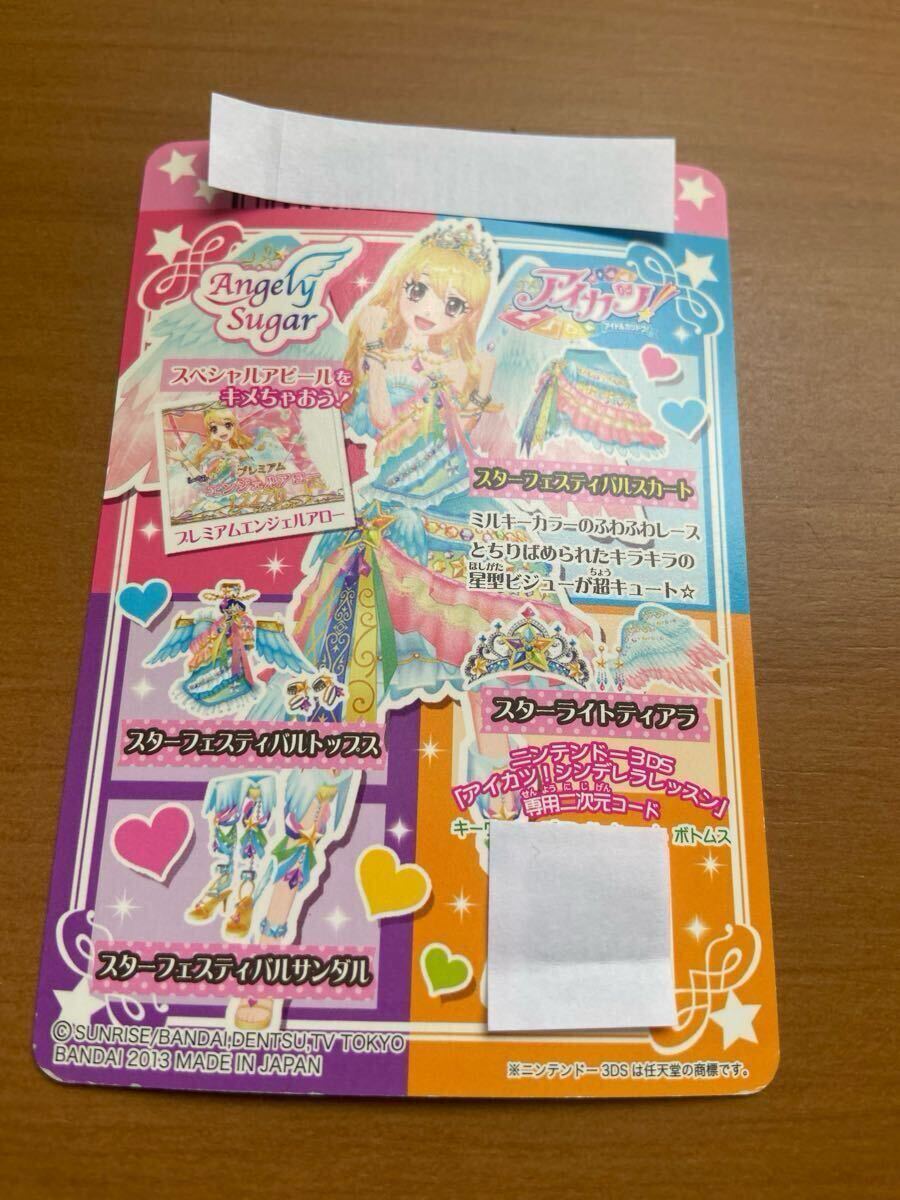 Angely
Sugar
アイカツ!
アイドルカツドウ!
スペシャルアピールを
キメちゃおう!
プレミアム
エンジェルアロー
プレミアムエンジェルアロー
スターフェスティバルスカート
ミルキーカラーのふわふわレース
とちりばめられたキラキラの
星型ビジューが超キュート☆
ほしがた
ちょう
スターフェスティバルトップス
スターライトティアラ
ニンテンドー3DS
「アイカツ!シンデレラレッスン」
せんようにじげん
専用二次元コード
ボトムス
スターフェスティバルサンダル
©SUNRISE/BANDAI,DENTSU,TV TOKYO
BANDAI 2013 MADE IN JAPAN
※ニンテンドー3DSは任天堂の商標です。